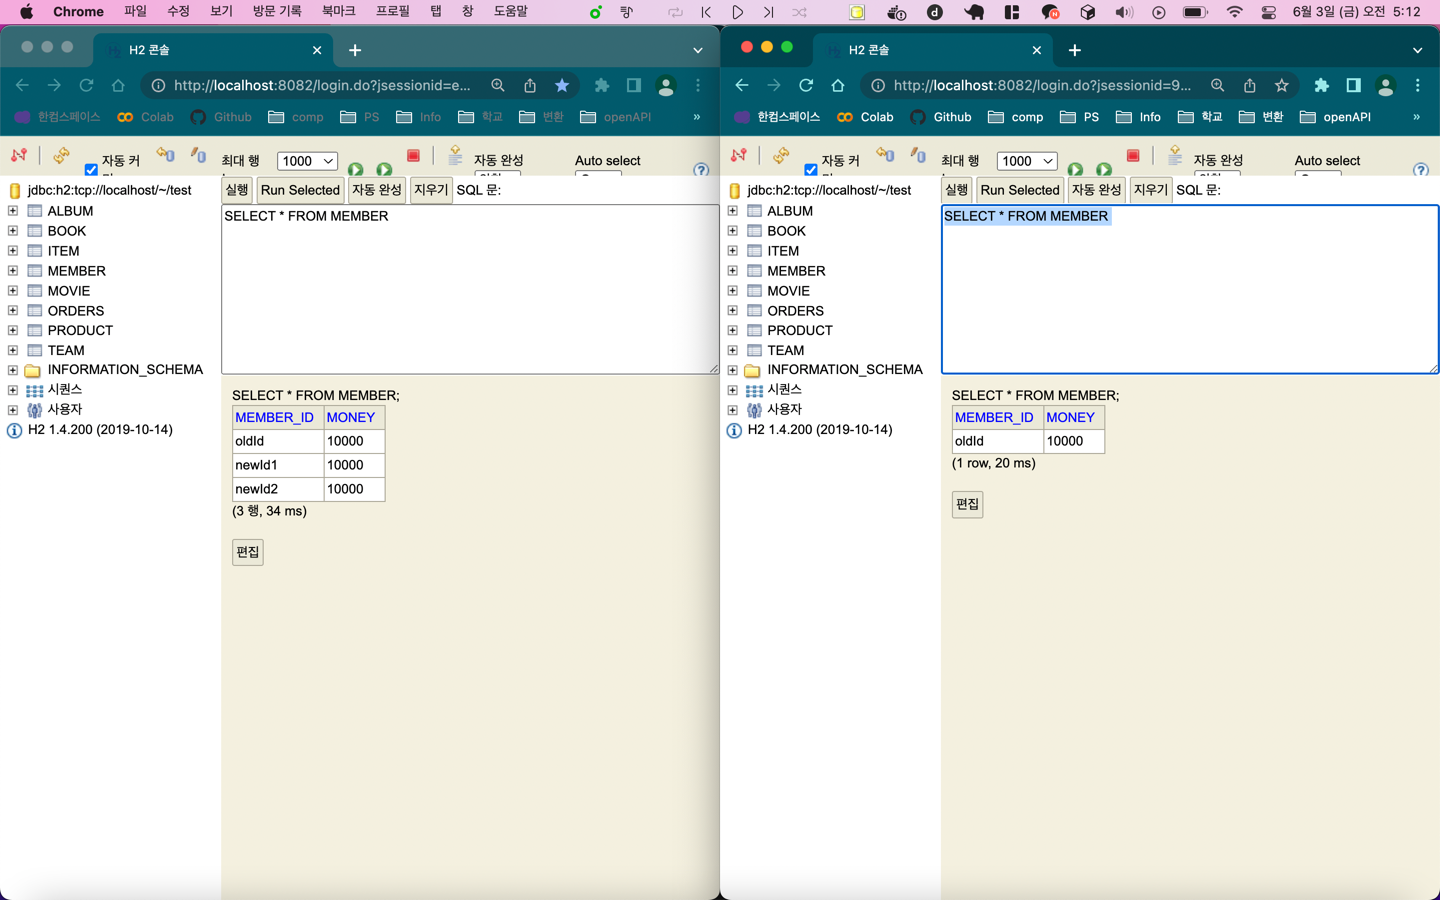 Chrome 파일 수정 보기 방문 기록 북마크 프로필 탭 창 도움말 6월 3일 (금) 오전 5:12
H2 콘솔
http://localhost:8082/login.do?jsessionid=e...
한컴스페이스 Colab Github comp PS Info 학교 변환 openAPI »
자동 커 최대 행 1000 자동 완성 Auto select
jdbc:h2:tcp://localhost/~/test
ALBUM
BOOK
ITEM
MEMBER
MOVIE
ORDERS
PRODUCT
TEAM
INFORMATION_SCHEMA
시퀀스
사용자
H2 1.4.200 (2019-10-14)
실행 Run Selected 자동 완성 지우기 SQL 문:
SELECT * FROM MEMBER
SELECT * FROM MEMBER;
MEMBER_ID MONEY
oldId 10000
newId1 10000
newId2 10000
(3 행, 34 ms)
편집
H2 콘솔
http://localhost:8082/login.do?jsessionid=9...
한컴스페이스 Colab Github comp PS Info 학교 변환 openAPI »
자동 커 최대 행 1000 자동 완성 Auto select
jdbc:h2:tcp://localhost/~/test
ALBUM
BOOK
ITEM
MEMBER
MOVIE
ORDERS
PRODUCT
TEAM
INFORMATION_SCHEMA
시퀀스
사용자
H2 1.4.200 (2019-10-14)
실행 Run Selected 자동 완성 지우기 SQL 문:
SELECT * FROM MEMBER
SELECT * FROM MEMBER;
MEMBER_ID MONEY
oldId 10000
(1 row, 20 ms)
편집